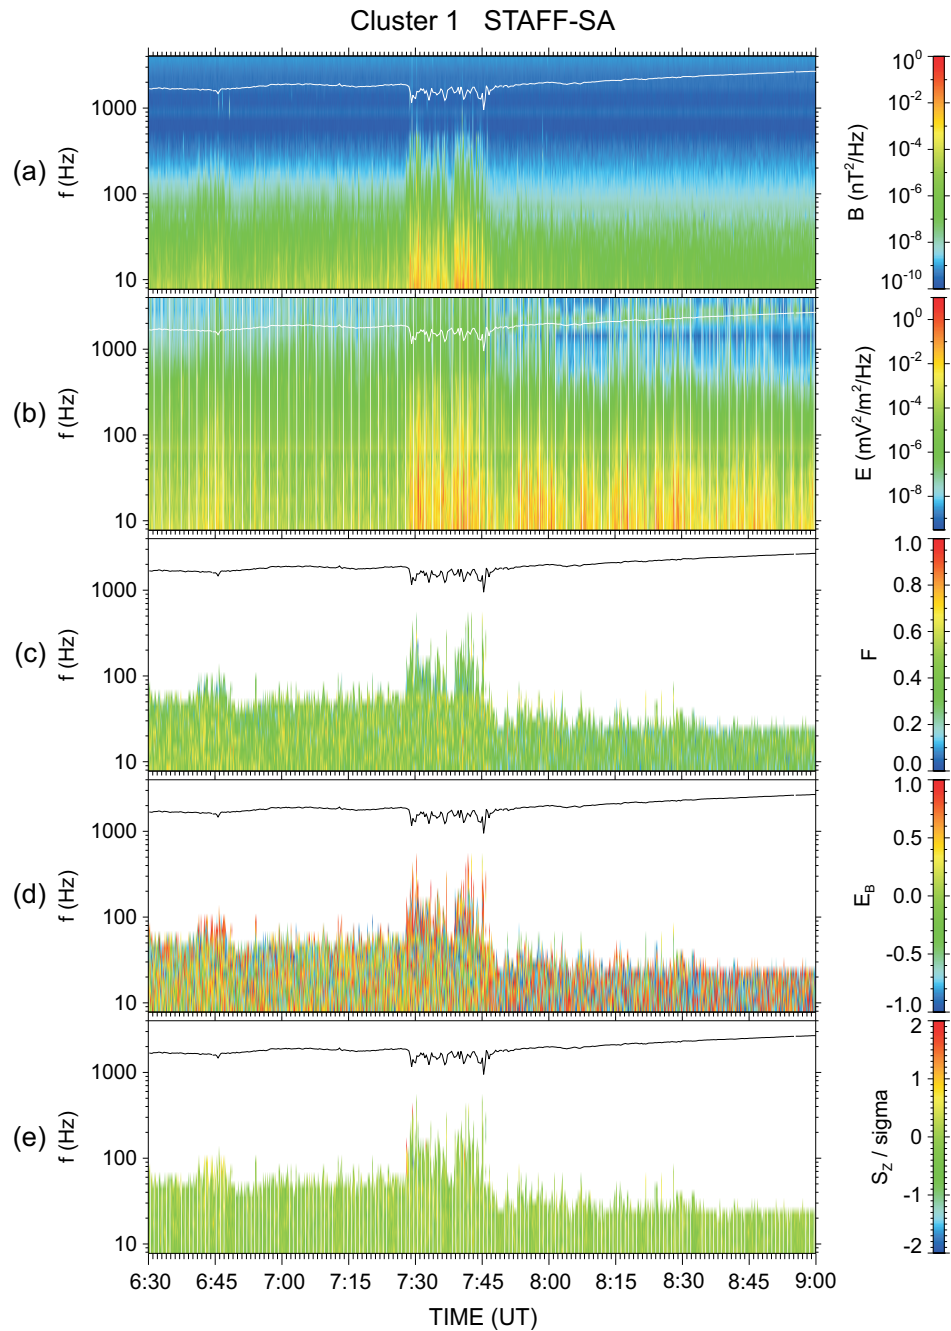 Cluster 1 STAFF-SA
(a)
f (Hz)
1000
100
10
B (nT²/Hz)
10⁰
10⁻²
10⁻⁴
10⁻⁶
10⁻⁸
10⁻¹⁰
(b)
f (Hz)
1000
100
10
E (mV²/m²/Hz)
10⁰
10⁻²
10⁻⁴
10⁻⁶
10⁻⁸
(c)
f (Hz)
1000
100
10
F
1.0
0.8
0.6
0.4
0.2
0.0
(d)
f (Hz)
1000
100
10
E_B
1.0
0.5
0.0
-0.5
-1.0
(e)
f (Hz)
1000
100
10
S_Z / sigma
2
1
0
-1
-2
6:30 6:45 7:00 7:15 7:30 7:45 8:00 8:15 8:30 8:45 9:00
TIME (UT)